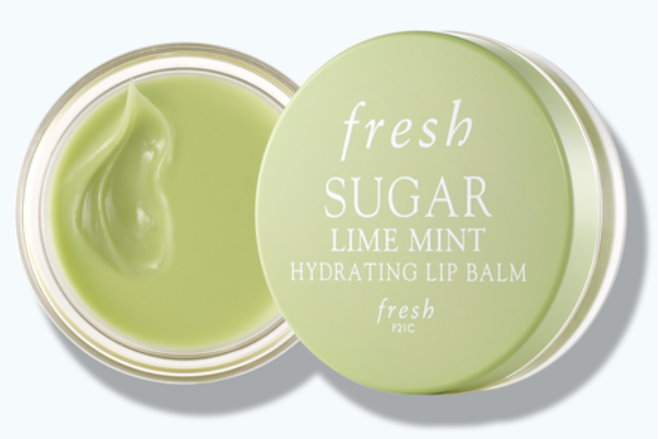 fresh
SUGAR
LIME MINT
HYDRATING LIP BALM
fresh
F21C